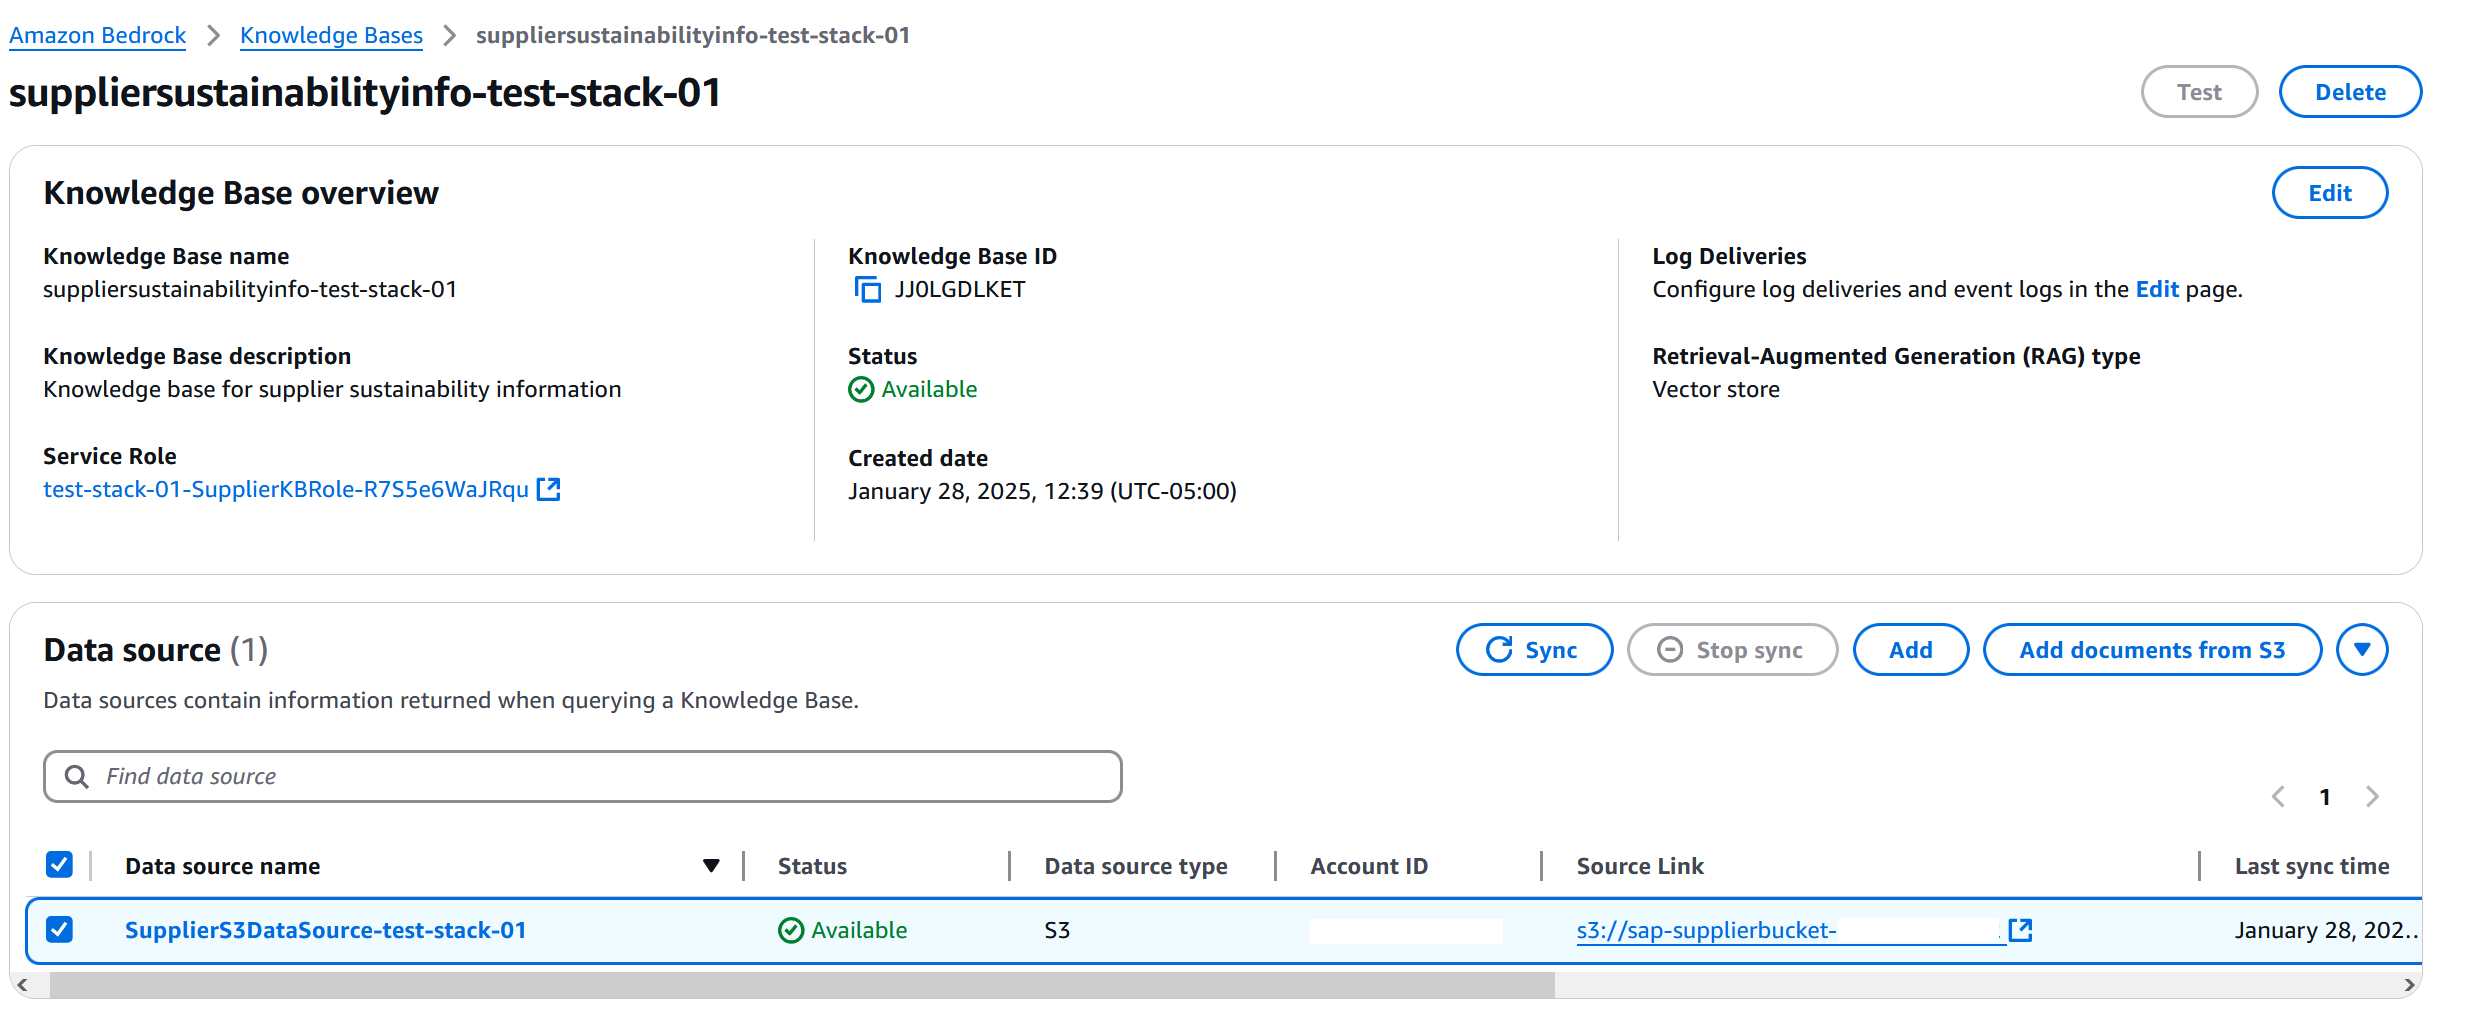 Amazon Bedrock > Knowledge Bases > suppliersustainabilityinfo-test-stack-01
suppliersustainabilityinfo-test-stack-01
Test
Delete
Knowledge Base overview
Edit
Knowledge Base name
suppliersustainabilityinfo-test-stack-01
Knowledge Base description
Knowledge base for supplier sustainability information
Service Role
test-stack-01-SupplierKBRole-R7S5e6WaJRqu
Knowledge Base ID
JJ0LGDLKET
Status
Available
Created date
January 28, 2025, 12:39 (UTC-05:00)
Log Deliveries
Configure log deliveries and event logs in the Edit page.
Retrieval-Augmented Generation (RAG) type
Vector store
Data source (1)
Sync
Stop sync
Add
Add documents from S3
Data sources contain information returned when querying a Knowledge Base.
Find data source
1
Data source name
Status
Data source type
Account ID
Source Link
Last sync time
SupplierS3DataSource-test-stack-01
Available
S3
s3://sap-supplierbucket-
January 28, 202...